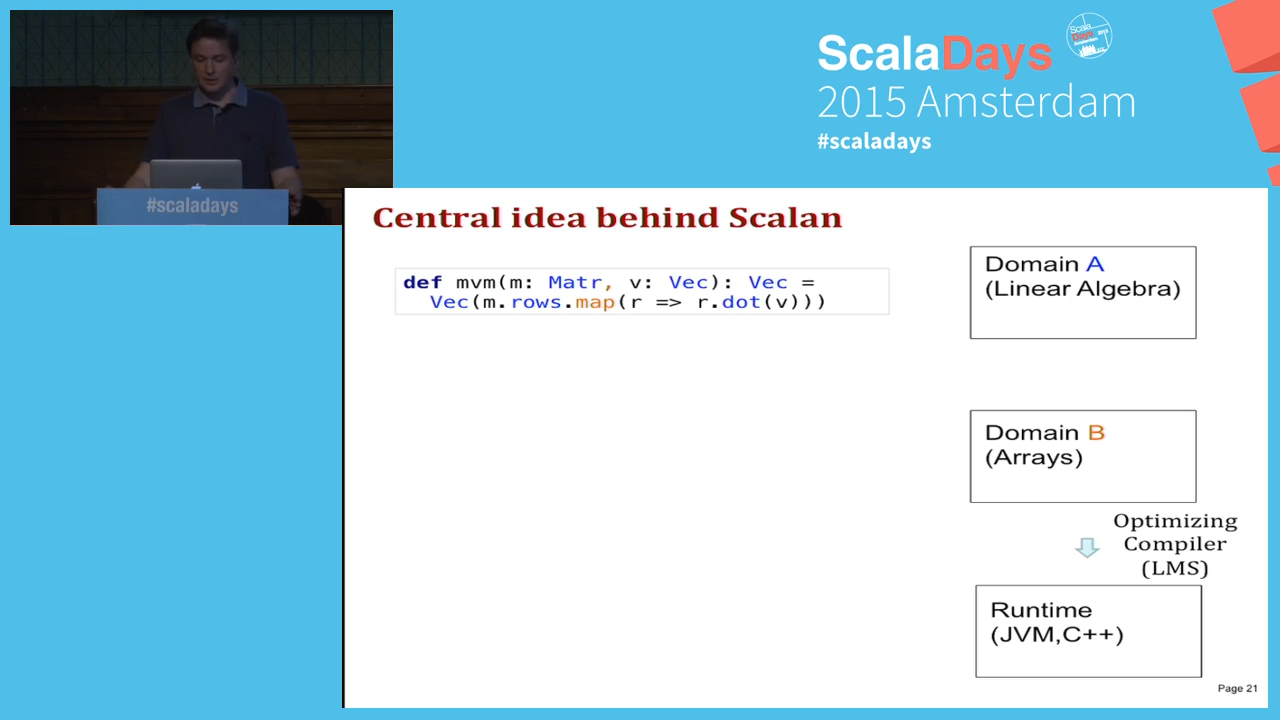 ScalaDays
2015 Amsterdam
#scaladays
#scaladays
Central idea behind Scalan
def mvm(m: Matr, v: Vec): Vec =
Vec(m.rows.map(r => r.dot(v)))
Domain A
(Linear Algebra)
Domain B
(Arrays)
Optimizing
Compiler
(LMS)
Runtime
(JVM,C++)
Page 21